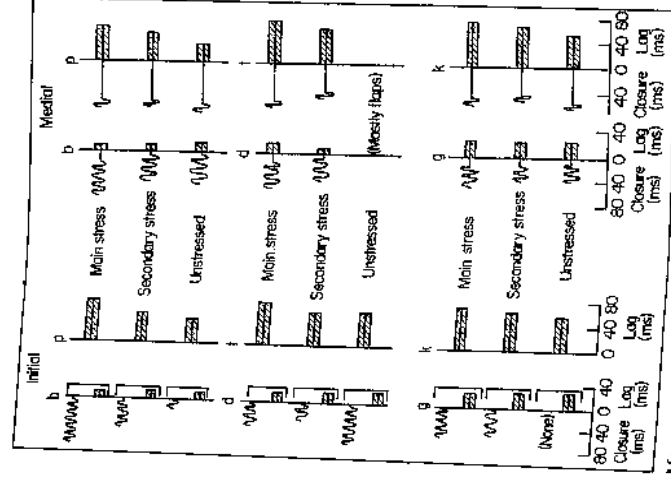 Initial Medial
b p b p
Main stress
Secondary stress
Unstressed
d t d t
Main stress
Secondary stress
Unstressed
(Mostly flaps)
g k g k
Main stress
Secondary stress
(None) Unstressed
80 40 0 40 0 40 80 80 40 0 40 40 0 40 80
Closure Lag Lag Closure Lag Closure Lag
(ms) (ms) (ms) (ms) (ms) (ms) (ms)